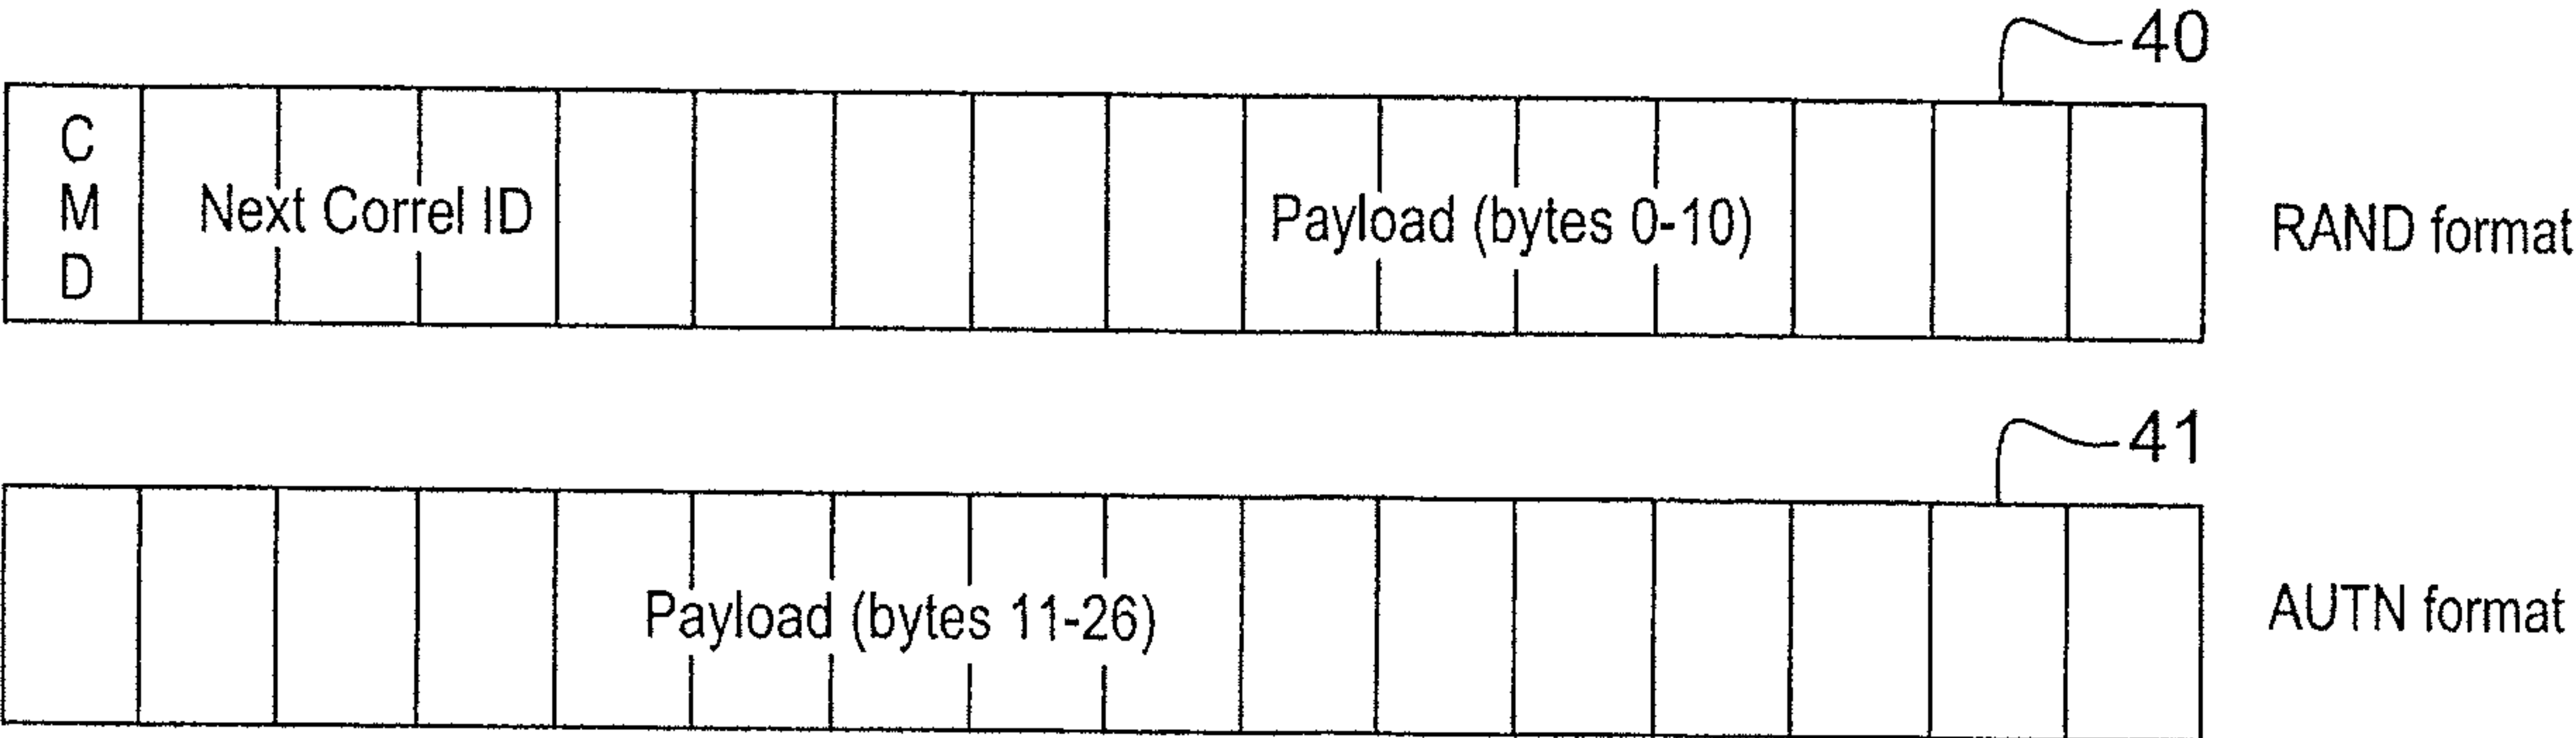 40
C
M
D
Next Correl ID
Payload (bytes 0-10)
RAND format
41
Payload (bytes 11-26)
AUTN format